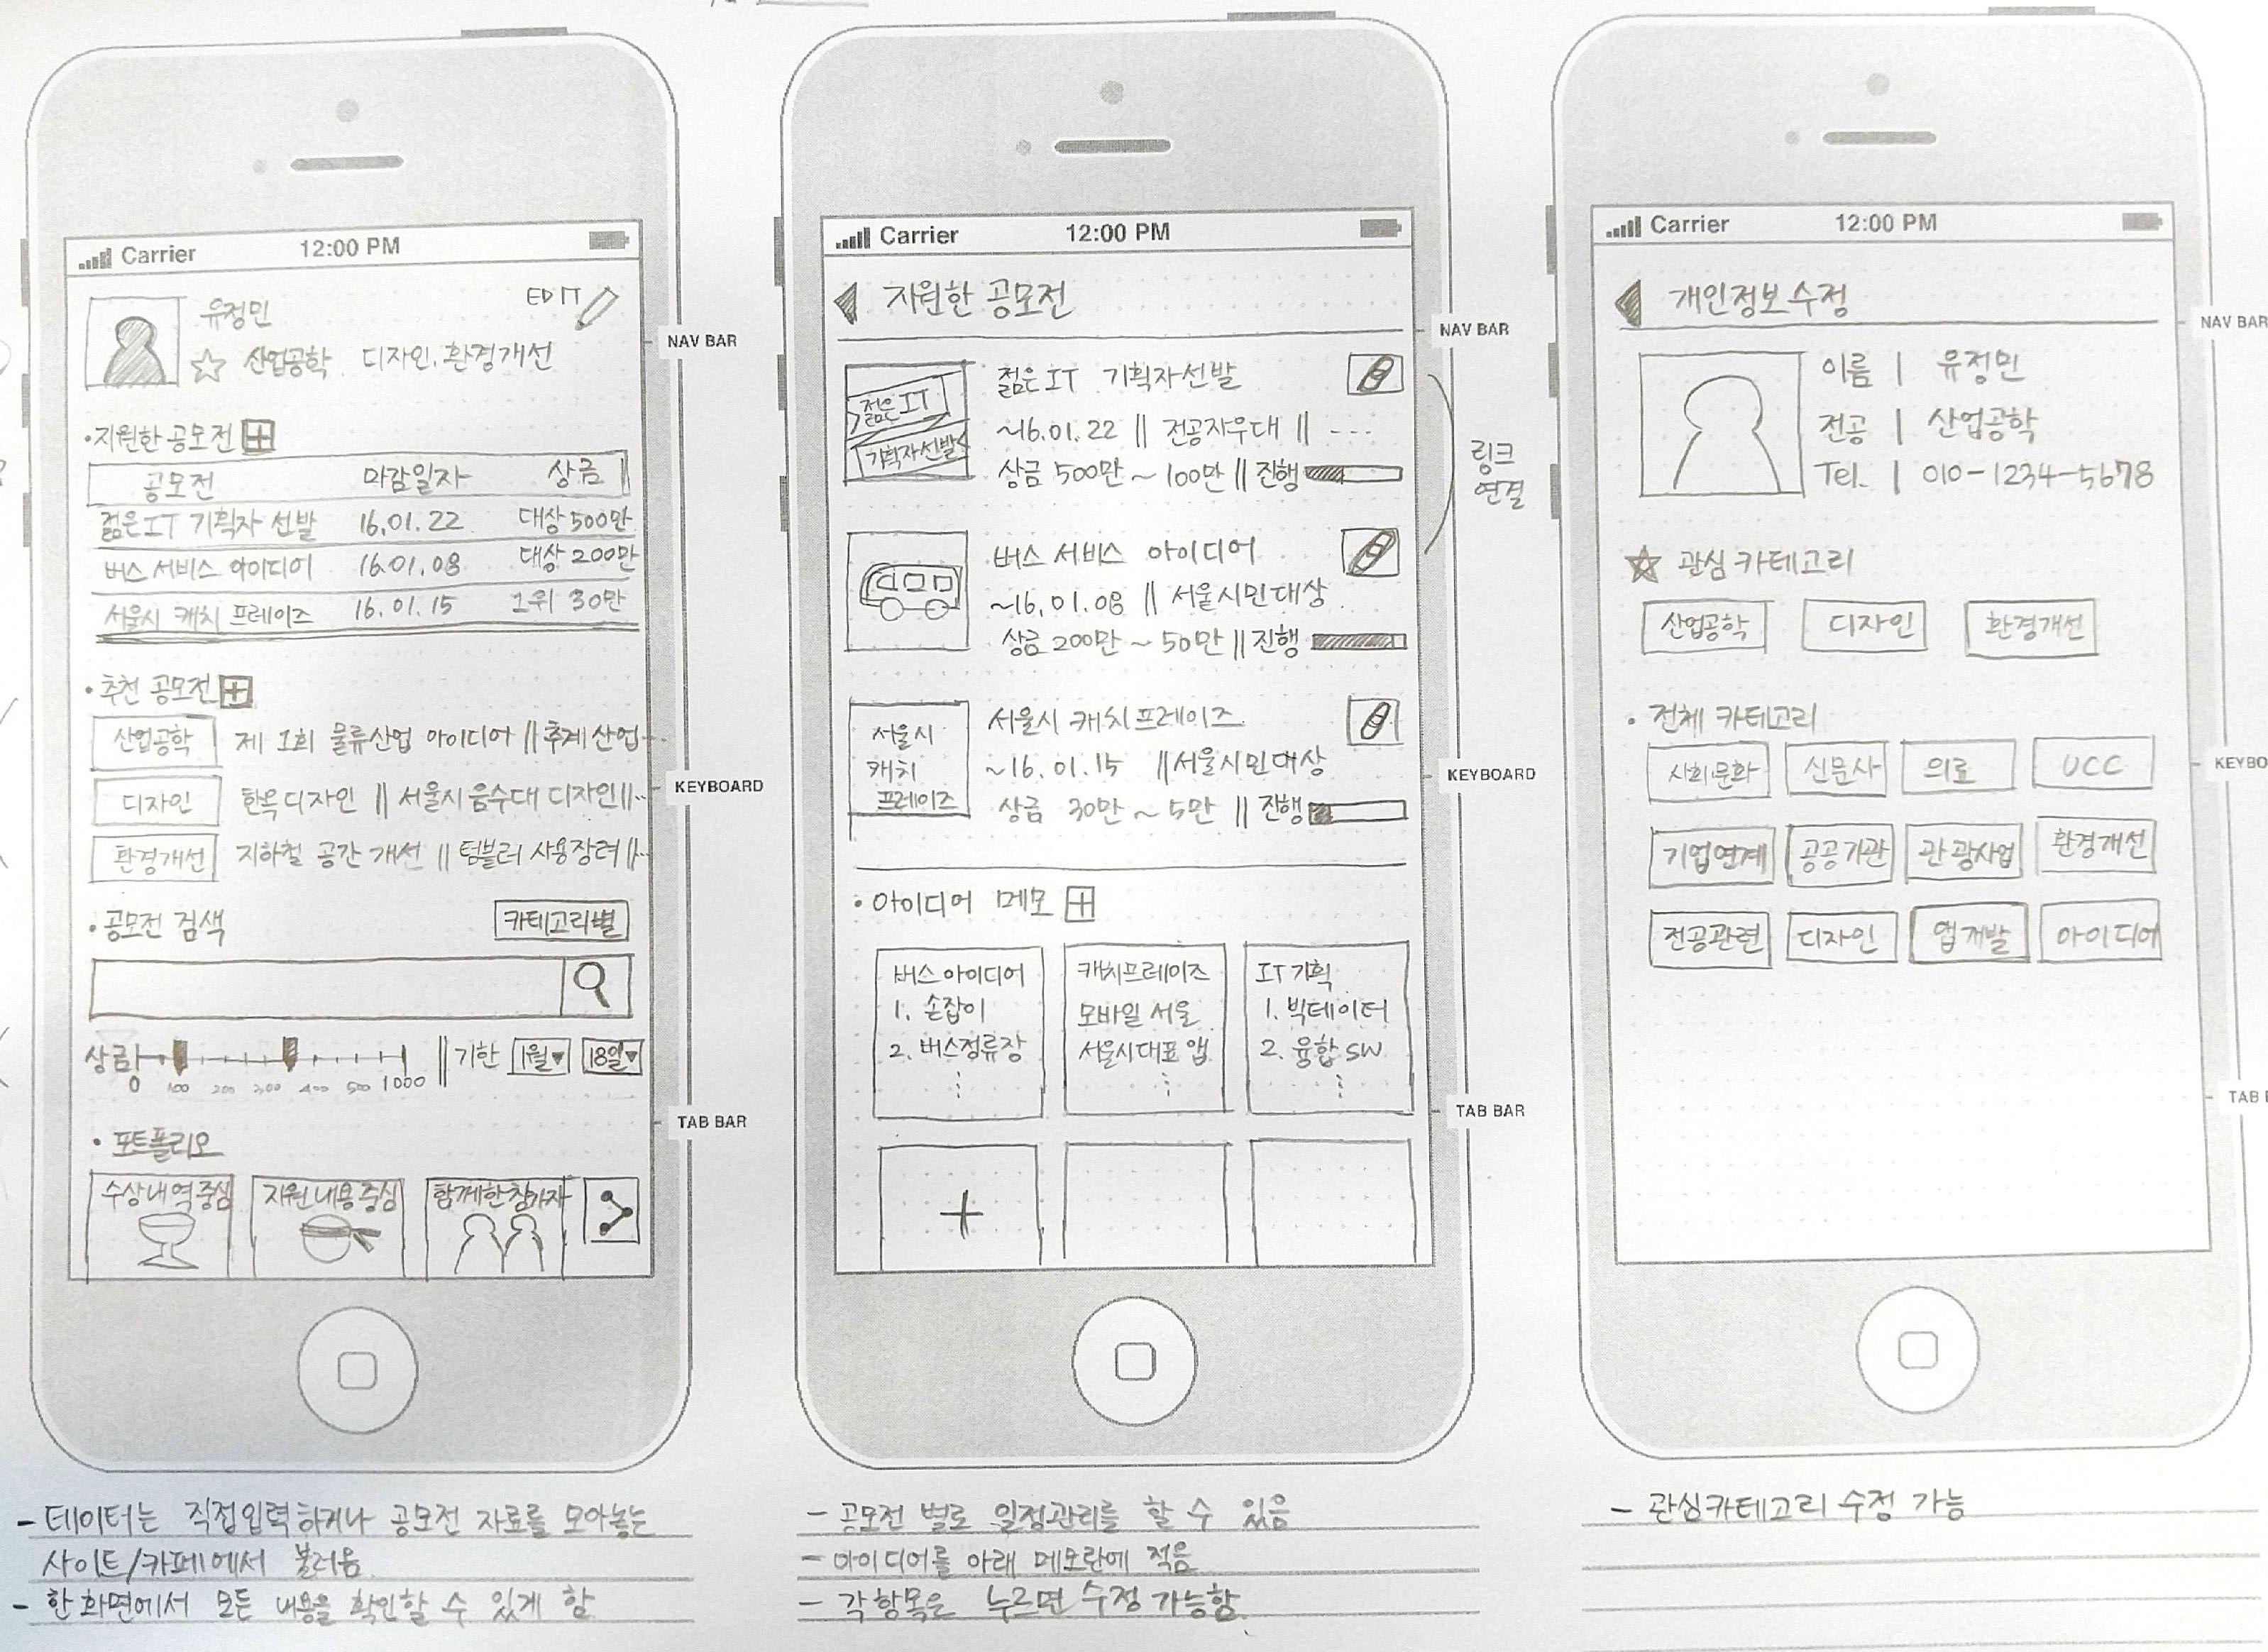 Carrier 12:00 PM
유정민 EDIT
산업공학 디자인. 환경개선
• 지원한 공모전
공모전 마감일자 상금
젊은IT 기획자 선발 16.01.22 대상 500만
버스 서비스 아이디어 16.01.08 대상 200만
서울시 캐치 프레이즈 16.01.15 1위 30만
• 추천 공모전
산업공학 제 1회 물류산업 아이디어 || 추계 산업
디자인 한옥디자인 || 서울시 음수대 디자인||..
환경개선 지하철 공간 개선 || 텀블러 사용장려||..
• 공모전 검색 카테고리별
상금 0 100 200 300 400 500 1000 || 기한 1월▾ 18일▾
• 포트폴리오
수상내역중심 지원내용중심 함께한참가자
NAV BAR
KEYBOARD
TAB BAR
- 데이터는 직접입력하거나 공모전 자료를 모아놓는
사이트/카페에서 불러옴
- 한 화면에서 모든 내용을 확인할 수 있게 함
Carrier 12:00 PM
지원한 공모전
젊은IT
기획자선발
젊은IT 기획자선발
~16.01.22 || 전공자우대 || ---
상금 500만 ~ 100만 || 진행
버스 서비스 아이디어
~16.01.08 || 서울시민대상
상금 200만 ~ 50만 || 진행
서울시
캐치
프레이즈
서울시 캐치프레이즈
~16.01.15 || 서울시민대상
상금 30만 ~ 5만 || 진행
링크
연결
• 아이디어 메모
버스 아이디어
1. 손잡이
2. 버스정류장
캐치프레이즈
모바일 서울
서울시대표 앱
IT 기획
1. 빅데이터
2. 융합 SW
+
NAV BAR
KEYBOARD
TAB BAR
- 공모전 별로 일정관리를 할 수 있음
- 아이디어를 아래 메모란에 적음
- 각 항목은 누르면 수정 가능함.
Carrier 12:00 PM
개인정보 수정
이름 | 유정민
전공 | 산업공학
Tel. | 010-1234-5678
관심 카테고리
산업공학 디자인 환경개선
• 전체 카테고리
사회문화 신문사 의료 UCC
기업연계 공공기관 관광사업 환경개선
전공관련 디자인 앱개발 아이디어
NAV BAR
KEYBO
TAB
- 관심카테고리 수정 가능